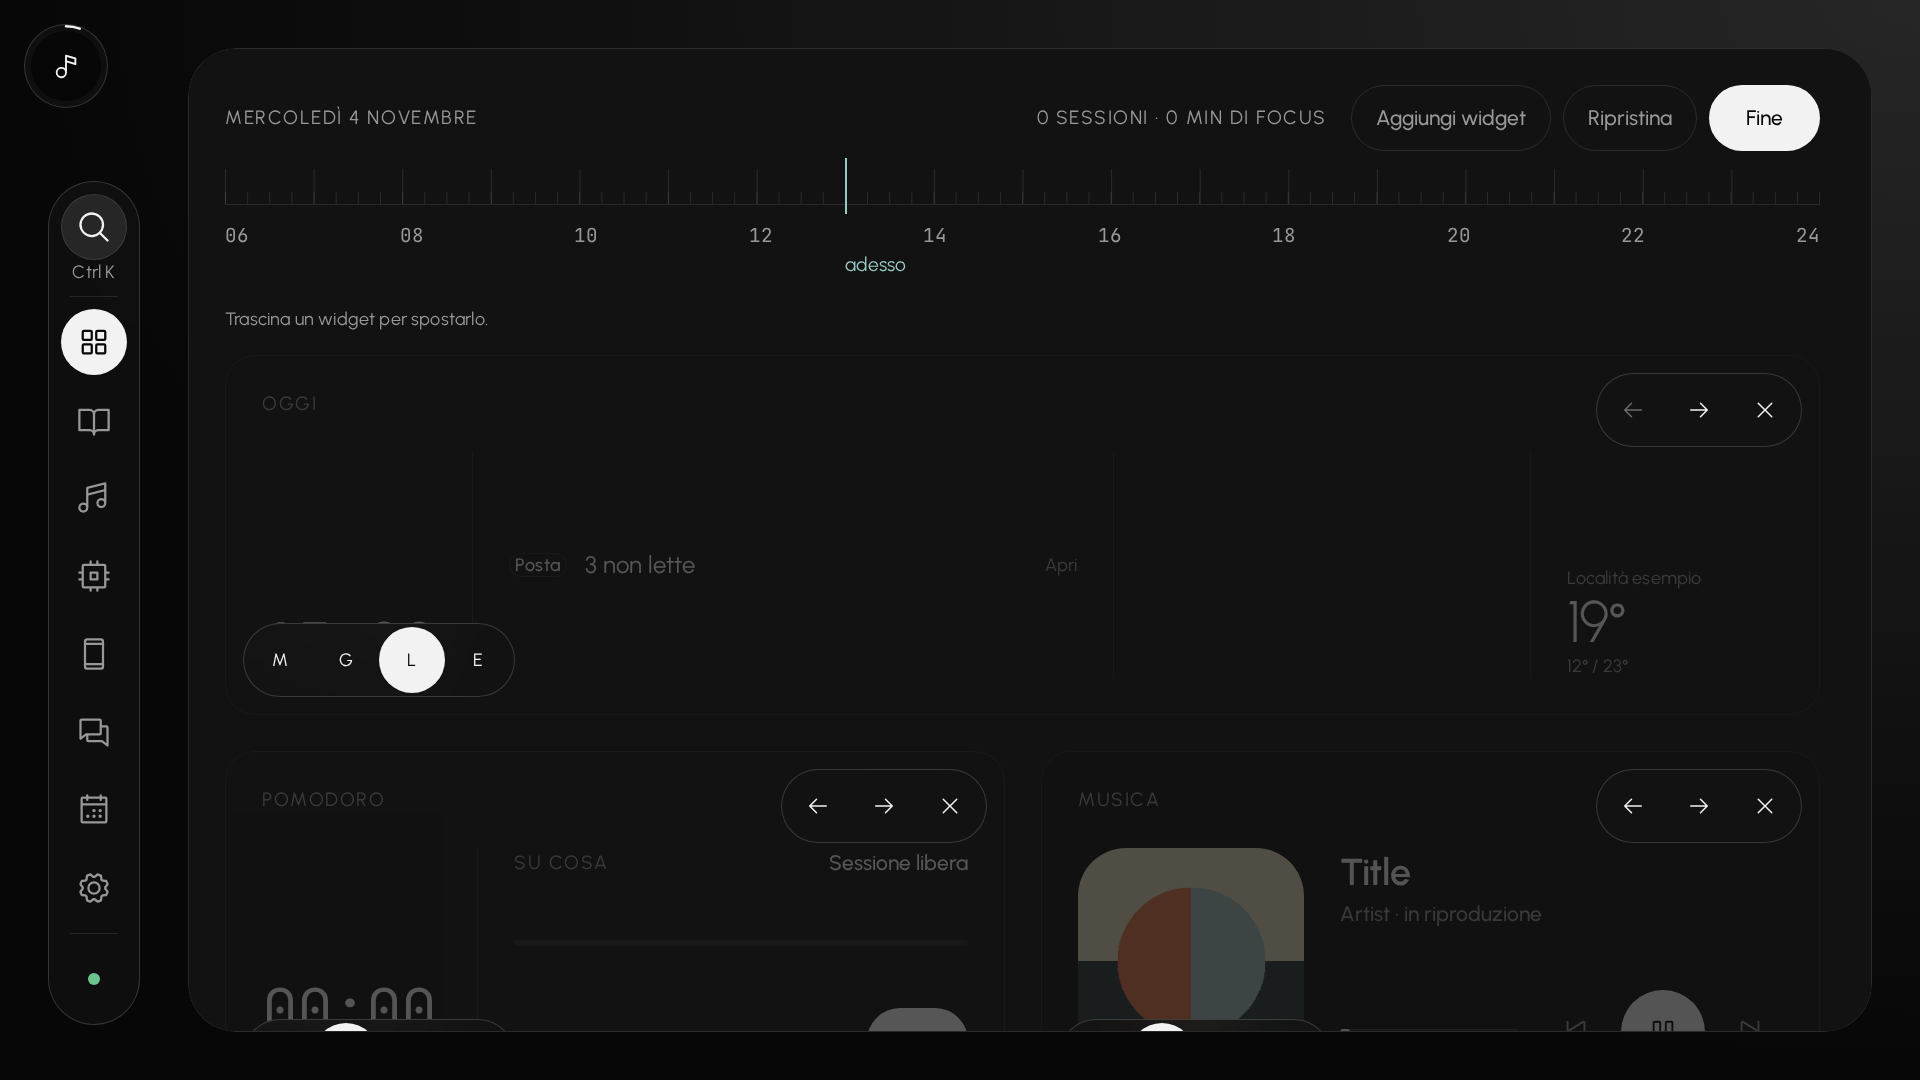 MERCOLEDÌ 4 NOVEMBRE
0 SESSIONI · 0 MIN DI FOCUS
Aggiungi widget
Ripristina
Fine
Ctrl K
06 08 10 12 14 16 18 20 22 24
adesso
Trascina un widget per spostarlo.
OGGI
Posta 3 non lette Apri
Località esempio
19°
12° / 23°
M G L E
POMODORO
SU COSA
Sessione libera
00:00
MUSICA
Title
Artist · in riproduzione